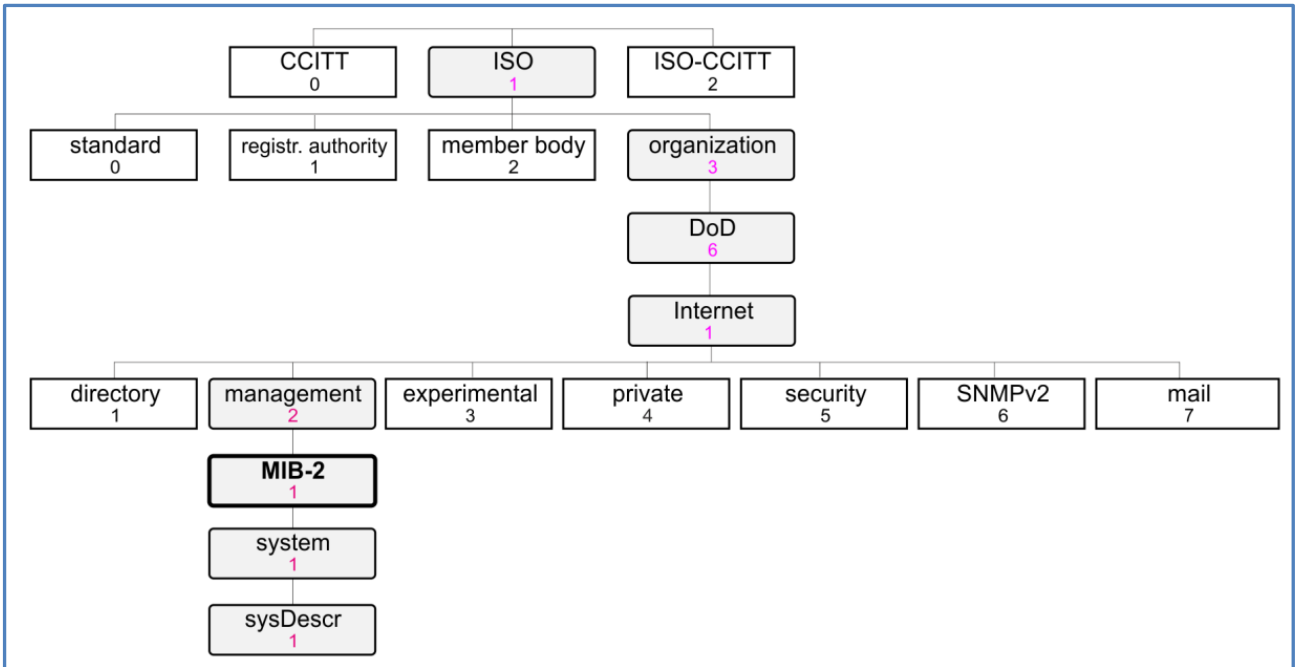 CCITT
0
ISO
1
ISO-CCITT
2
standard
0
registr. authority
1
member body
2
organization
3
DoD
6
Internet
1
directory
1
management
2
experimental
3
private
4
security
5
SNMPv2
6
mail
7
MIB-2
1
system
1
sysDescr
1